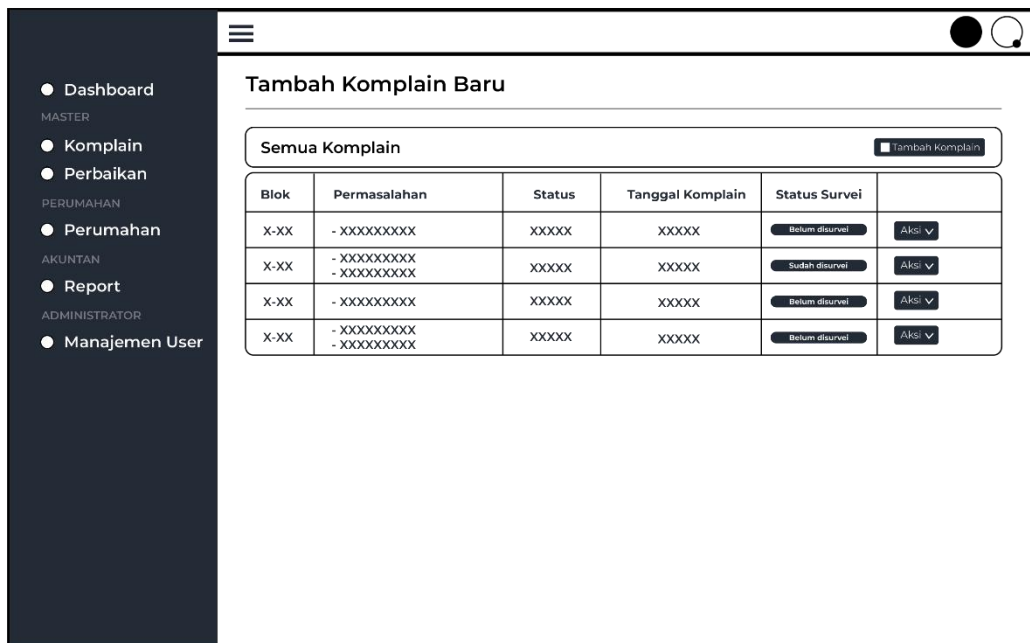 Dashboard
MASTER
Komplain
Perbaikan
PERUMAHAN
Perumahan
AKUNTAN
Report
ADMINISTRATOR
Manajemen User
Tambah Komplain Baru
Semua Komplain
Tambah Komplain
Blok Permasalahan Status Tanggal Komplain Status Survei
X-XX - XXXXXXXXX XXXXX XXXXX Belum disurvei Aksi
X-XX - XXXXXXXXX XXXXX XXXXX Sudah disurvei Aksi
- XXXXXXXXX
X-XX - XXXXXXXXX XXXXX XXXXX Belum disurvei Aksi
X-XX - XXXXXXXXX XXXXX XXXXX Belum disurvei Aksi
- XXXXXXXXX